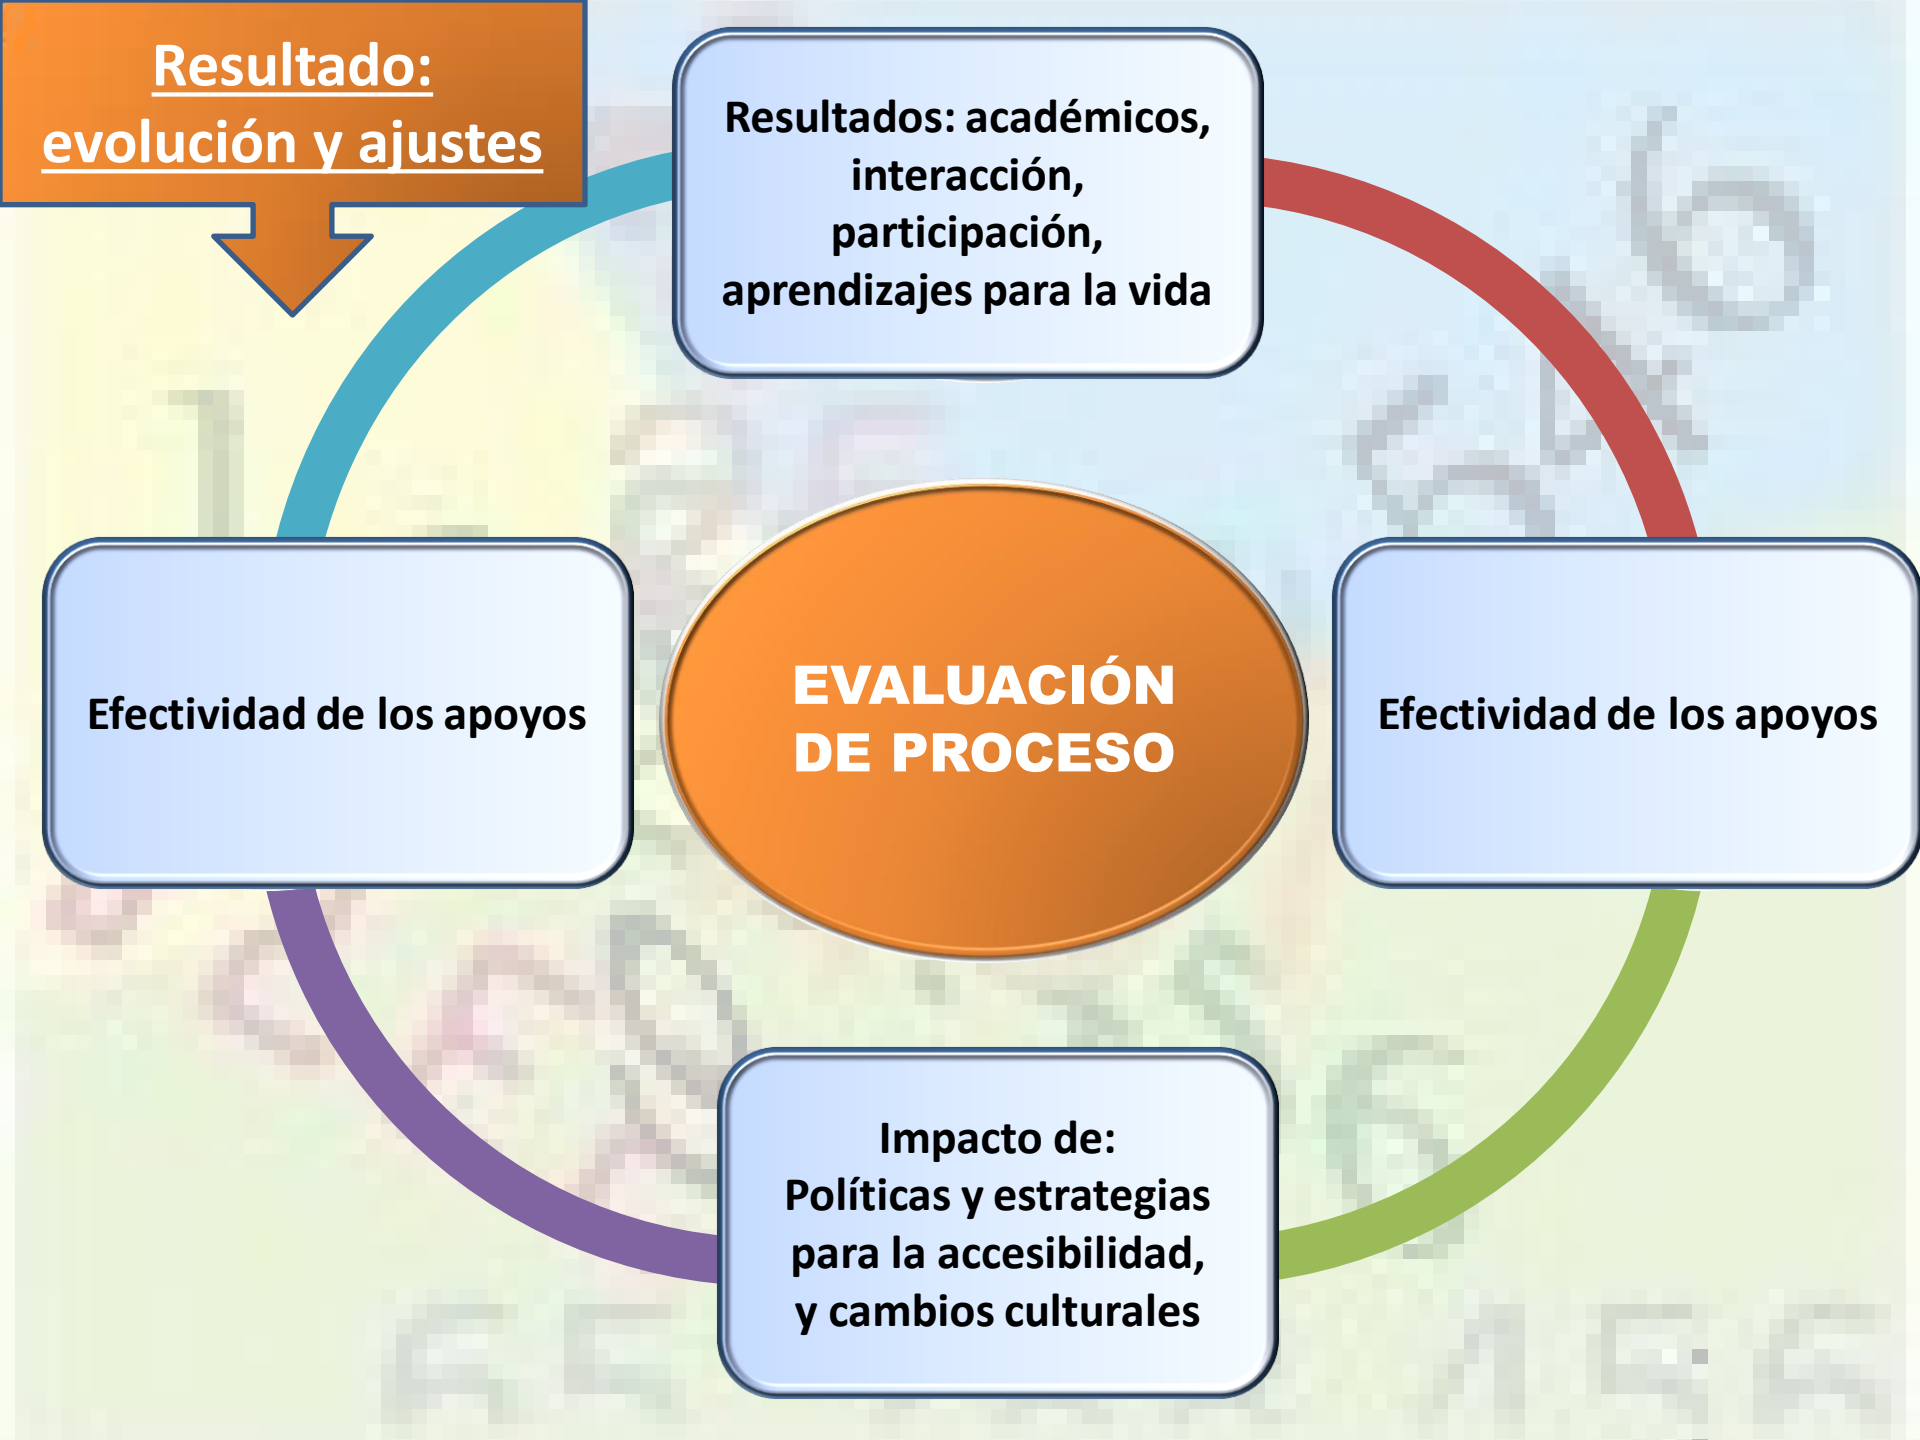 Resultado:
evolución y ajustes
Resultados: académicos,
interacción,
participación,
aprendizajes para la vida
Efectividad de los apoyos
EVALUACIÓN
DE PROCESO
Efectividad de los apoyos
Impacto de:
Políticas y estrategias
para la accesibilidad,
y cambios culturales